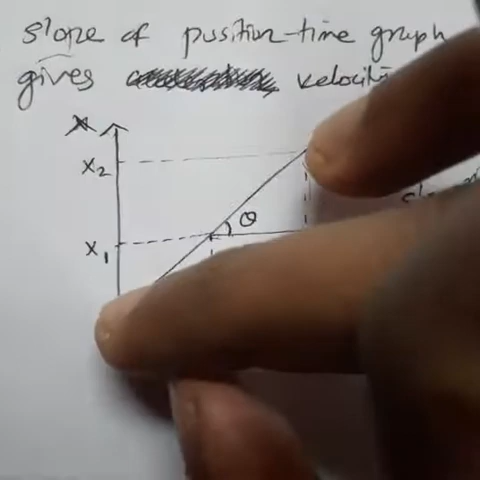 slope of position-time graph
gives velocity
x
x2
θ
x1